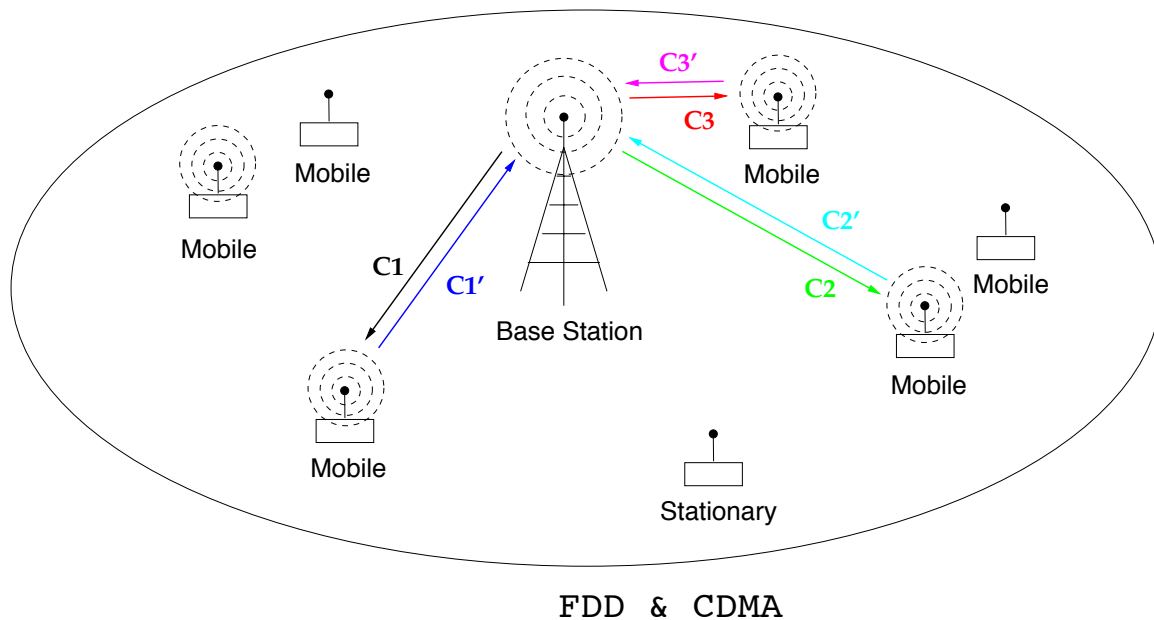 C3′
C3
Mobile
Mobile
Mobile
C2′
C1
C1′
C2
Mobile
Base Station
Mobile
Mobile
Stationary
FDD & CDMA